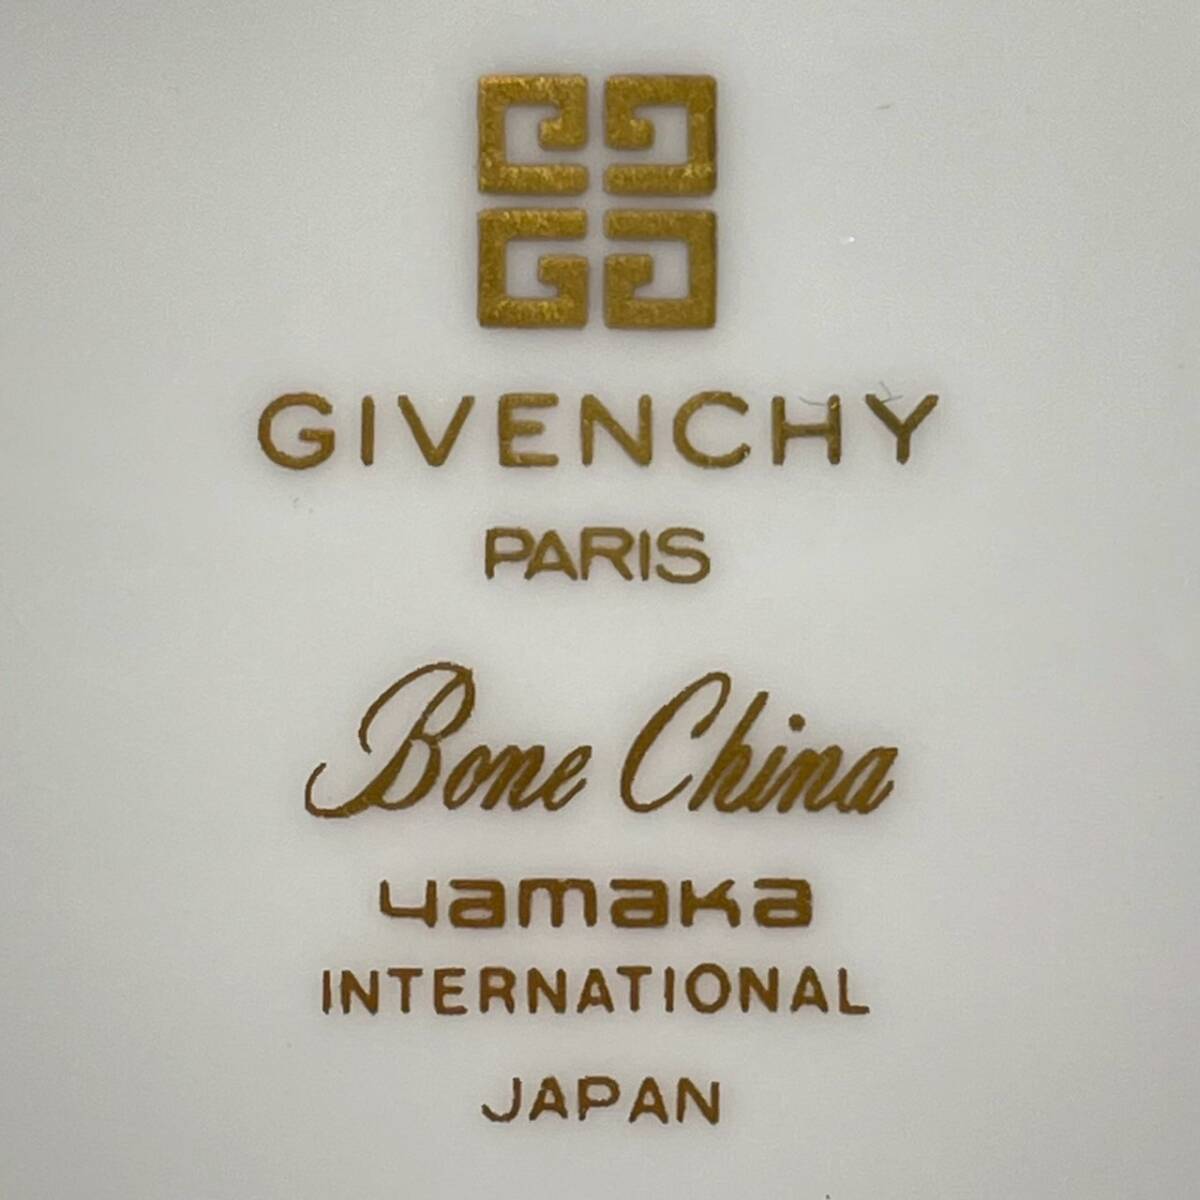 GIVENCHY
PARIS
Bone China
yamaka
INTERNATIONAL
JAPAN